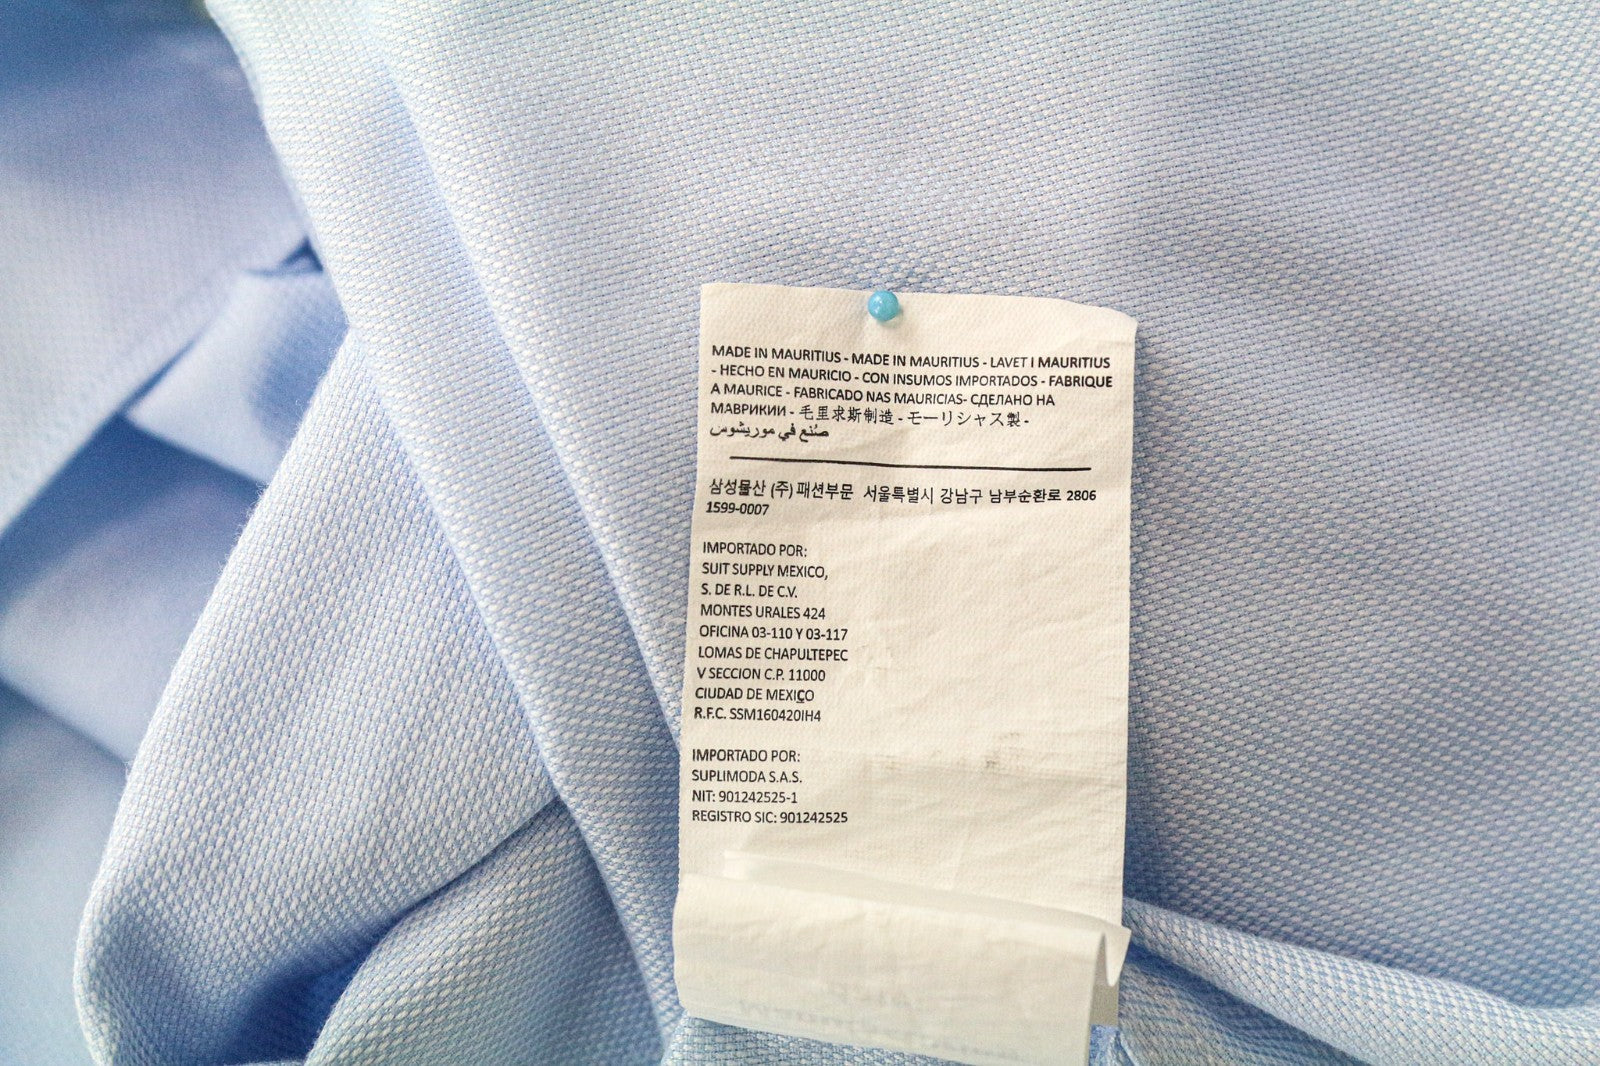 MADE IN MAURITIUS - MADE IN MAURITIUS - LAVET I MAURITIUS
- HECHO EN MAURICIO - CON INSUMOS IMPORTADOS - FABRIQUE
A MAURICE - FABRICADO NAS MAURICIAS- СДЕЛАНО НА
МАВРИКИИ - 毛里求斯制造 - モーリシャス製 -
صُنع في موريشوس
삼성물산 (주) 패션부문 서울특별시 강남구 남부순환로 2806
1599-0007
IMPORTADO POR:
SUIT SUPPLY MEXICO,
S. DE R.L. DE C.V.
MONTES URALES 424
OFICINA 03-110 Y 03-117
LOMAS DE CHAPULTEPEC
V SECCION C.P. 11000
CIUDAD DE MEXICO
R.F.C. SSM160420IH4
IMPORTADO POR:
SUPLIMODA S.A.S.
NIT: 901242525-1
REGISTRO SIC: 901242525